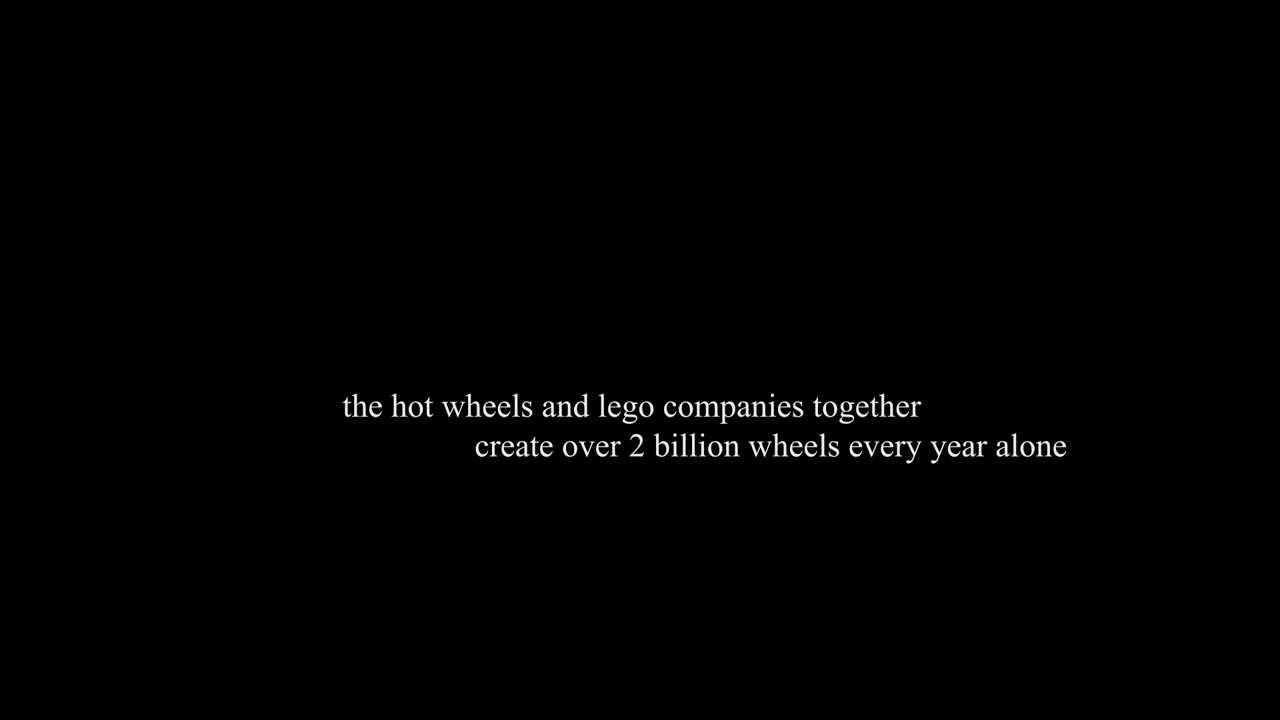 the hot wheels and lego companies together
create over 2 billion wheels every year alone